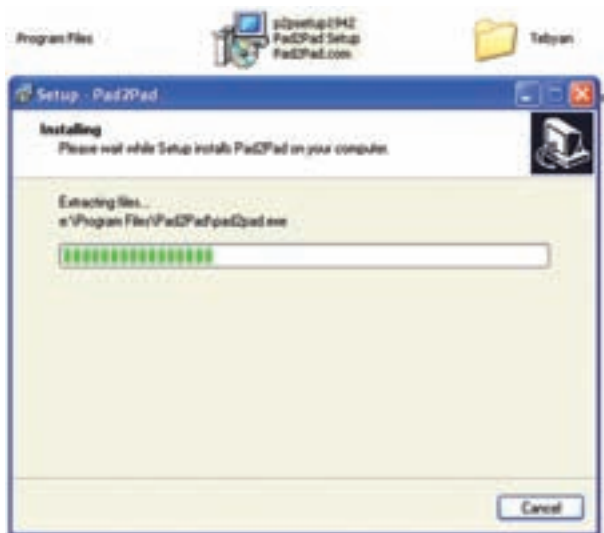 Program Files
p2psetup1942
Pad2Pad Setup
Pad2Pad.com
Tebyan
Setup - Pad2Pad
Installing
Please wait while Setup installs Pad2Pad on your computer.
Extracting files...
e:\Program Files\Pad2Pad\pad2pad.exe
Cancel